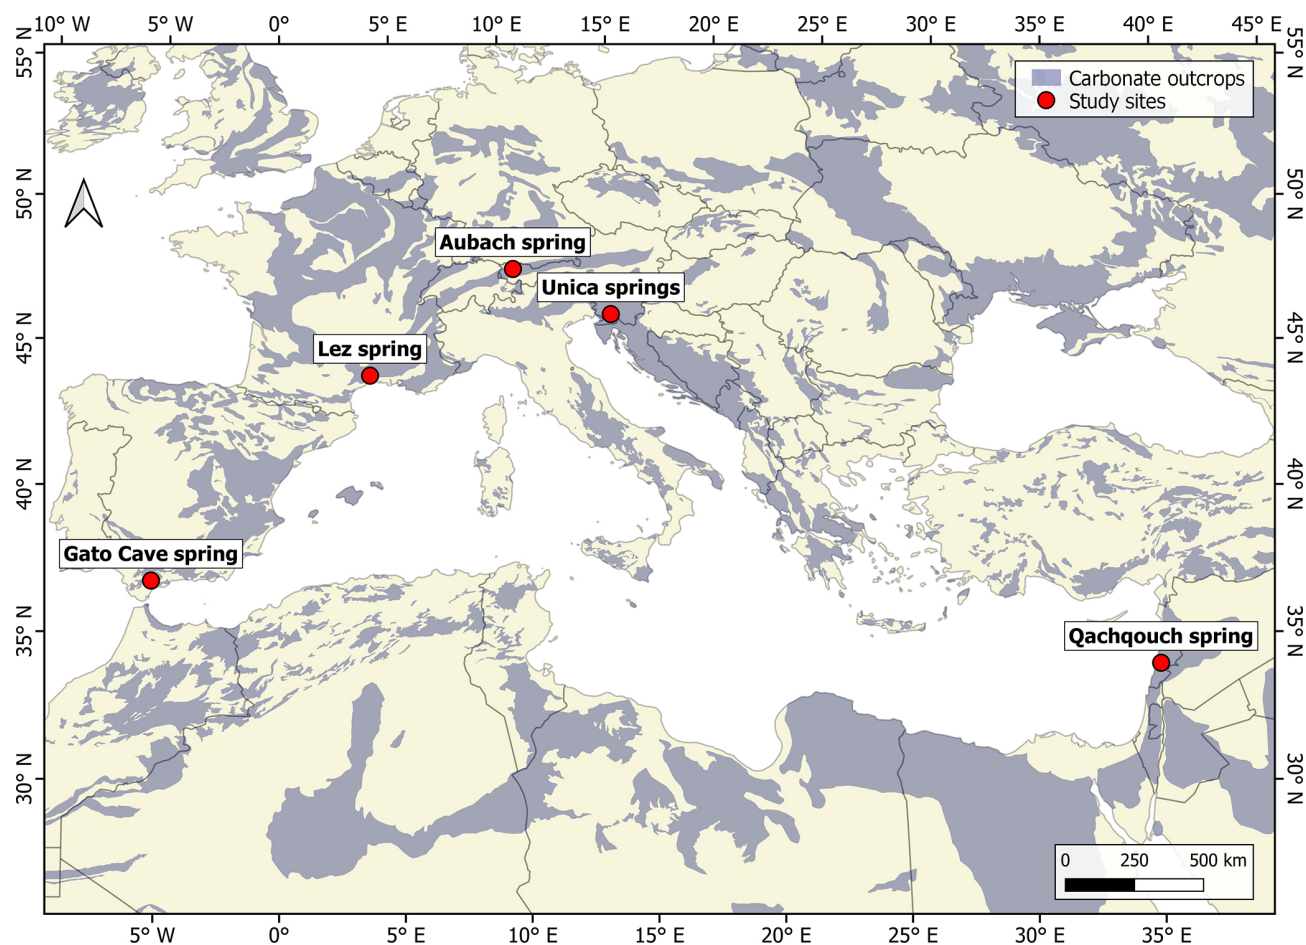 10° W 5° W 0° 5° E 10° E 15° E 20° E 25° E 30° E 35° E 40° E 45° E
55° N
55° N
Carbonate outcrops
Study sites
50° N
50° N
Aubach spring
Unica springs
45° N
45° N
Lez spring
40° N
40° N
Gato Cave spring
35° N
35° N
Qachqouch spring
30° N
30° N
0 250 500 km
5° W 0° 5° E 10° E 15° E 20° E 25° E 30° E 35° E